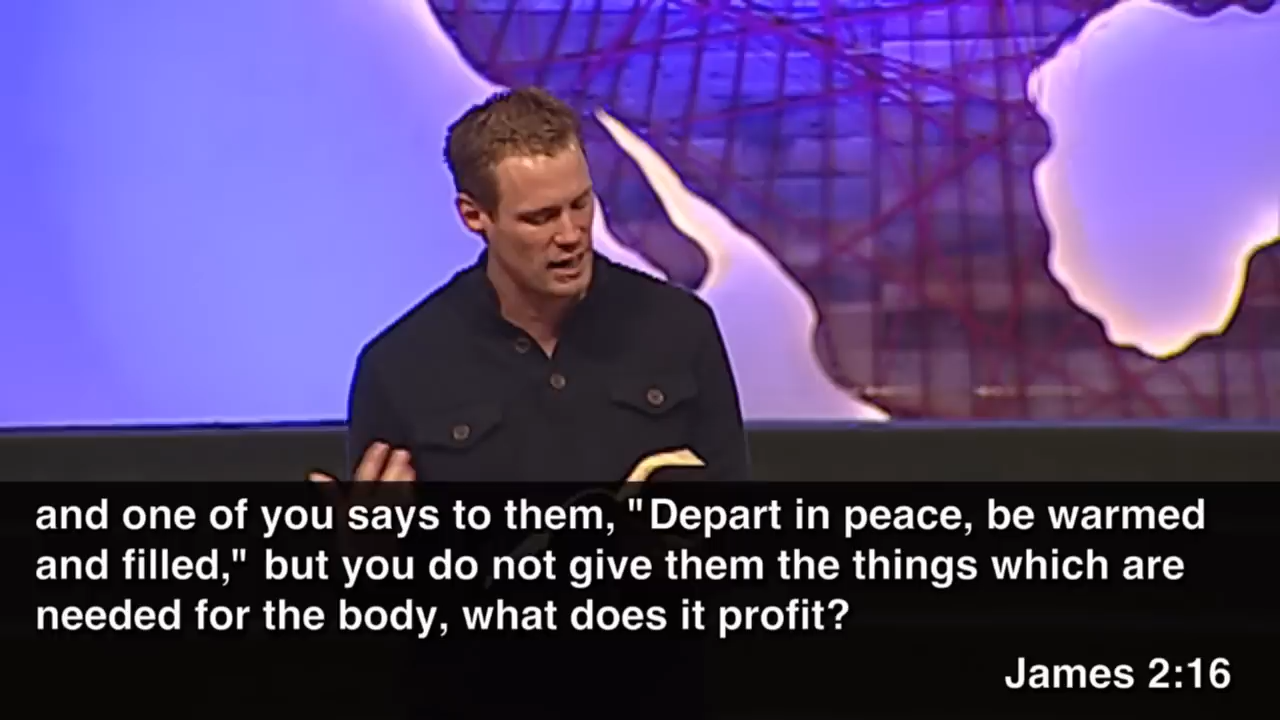 and one of you says to them, "Depart in peace, be warmed
and filled," but you do not give them the things which are
needed for the body, what does it profit?
James 2:16